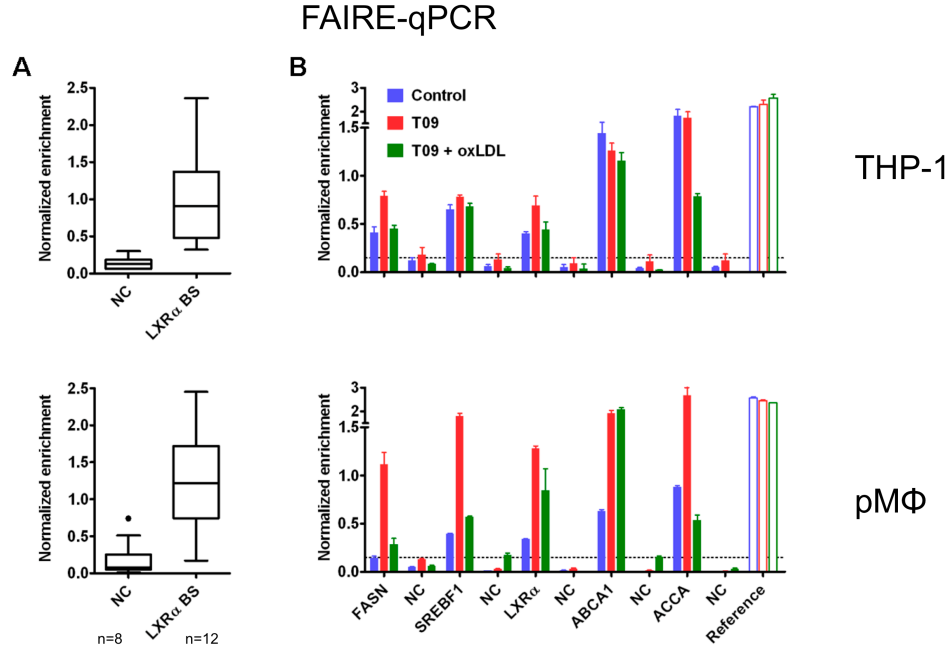 FAIRE-qPCR
A
B
Normalized enrichment
2.5
2.0
1.5
1.0
0.5
0.0
NC
LXRα BS
Normalized enrichment
3
2
1.5
1.0
0.5
0.0
Control
T09
T09 + oxLDL
THP-1
Normalized enrichment
2.5
2.0
1.5
1.0
0.5
0.0
NC
LXRα BS
n=8
n=12
Normalized enrichment
3
2
1.5
1.0
0.5
0.0
FASN
NC
SREBF1
NC
LXRα
NC
ABCA1
NC
ACCA
NC
Reference
pMΦ